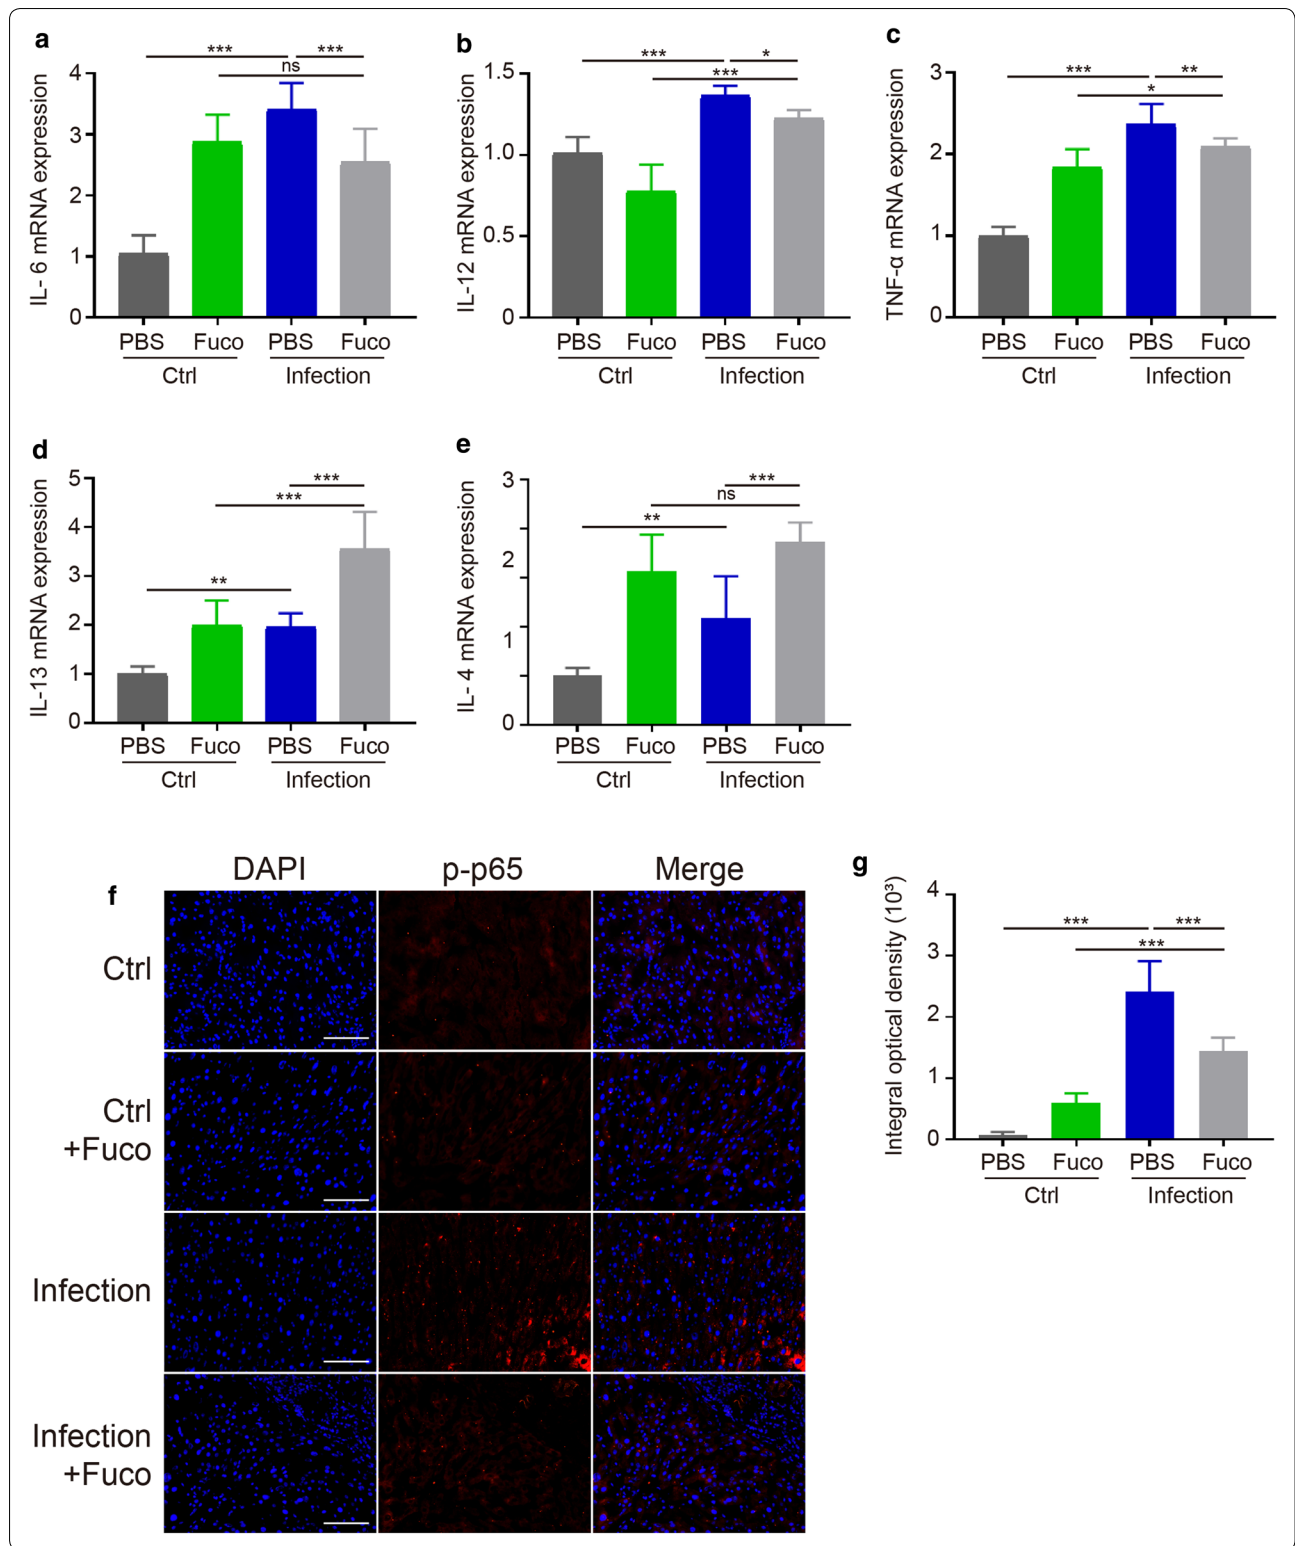 a
IL- 6 mRNA expression
4
3
2
1
0
***
***
ns
PBS Fuco PBS Fuco
Ctrl Infection
b
IL-12 mRNA expression
1.5
1.0
0.5
0
***
*
***
PBS Fuco PBS Fuco
Ctrl Infection
c
TNF-α mRNA expression
3
2
1
0
***
**
*
PBS Fuco PBS Fuco
Ctrl Infection
d
IL-13 mRNA expression
5
4
3
2
1
0
***
***
**
PBS Fuco PBS Fuco
Ctrl Infection
e
IL- 4 mRNA expression
3
2
1
0
***
ns
**
PBS Fuco PBS Fuco
Ctrl Infection
f
DAPI p-p65 Merge
Ctrl
Ctrl
+Fuco
Infection
Infection
+Fuco
g
Integral optical density (10³)
4
3
2
1
0
***
***
***
PBS Fuco PBS Fuco
Ctrl Infection